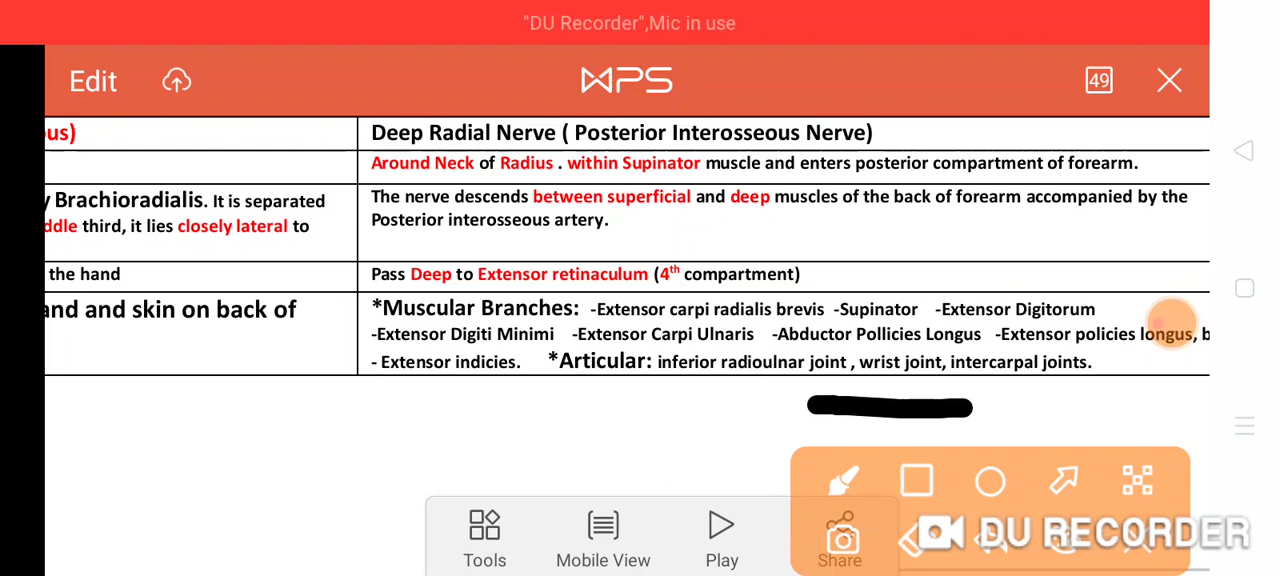 "DU Recorder",Mic in use
Edit
WPS
49
ous)
Deep Radial Nerve ( Posterior Interosseous Nerve)
Around Neck of Radius . within Supinator muscle and enters posterior compartment of forearm.
y Brachioradialis. It is separated
The nerve descends between superficial and deep muscles of the back of forearm accompanied by the
ddle third, it lies closely lateral to
Posterior interosseous artery.
the hand
Pass Deep to Extensor retinaculum (4th compartment)
and and skin on back of
*Muscular Branches: -Extensor carpi radialis brevis -Supinator -Extensor Digitorum
-Extensor Digiti Minimi -Extensor Carpi Ulnaris -Abductor Pollicies Longus -Extensor policies longus, b
- Extensor indicies. *Articular: inferior radioulnar joint , wrist joint, intercarpal joints.
Tools
Mobile View
Play
Share
DU RECORDER